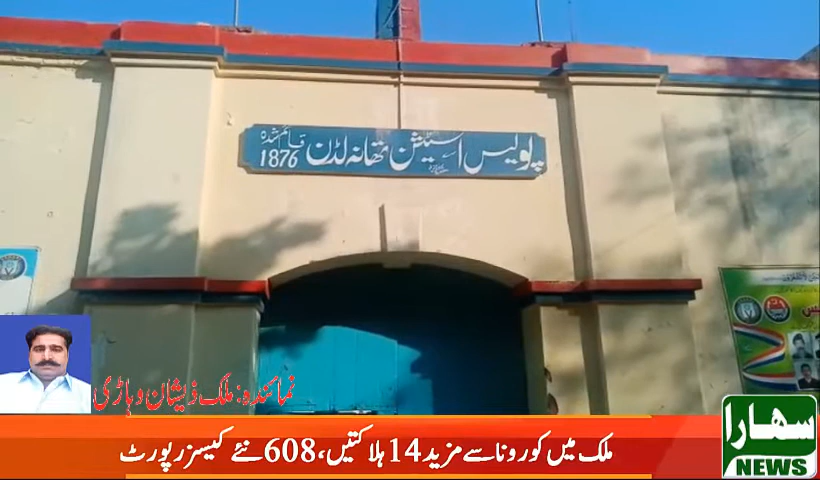 قائم شدہ
1876
پولیس اسٹیشن تھانہ لڈن
نمائندہ: ملک ذیشان وہاڑی
ملک میں کورونا سے مزید 14 ہلاکتیں، 608 نئے کیسز رپورٹ
سہارا
NEWS